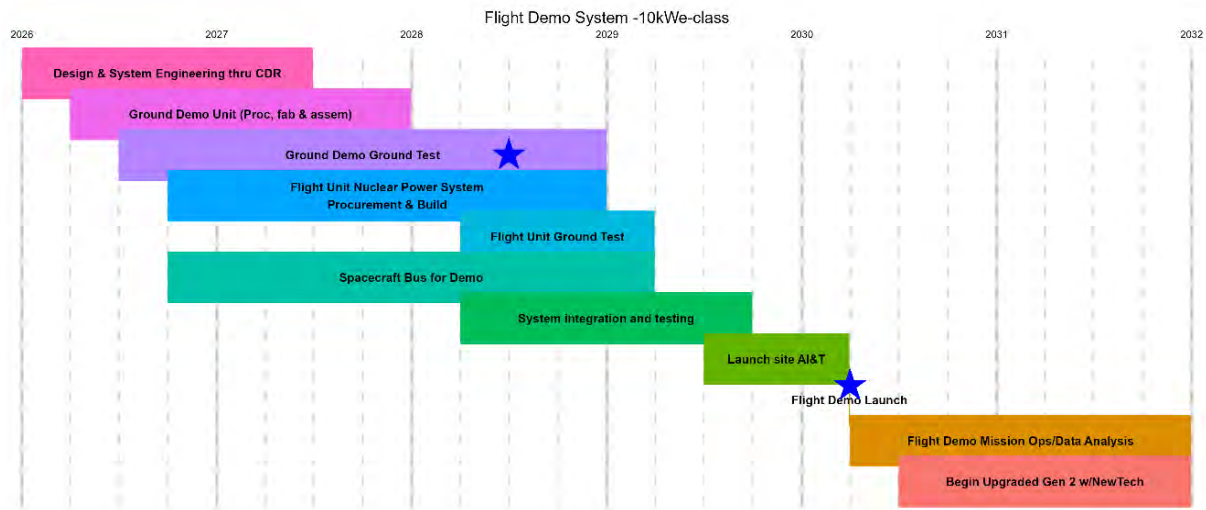 Flight Demo System -10kWe-class
2026 2027 2028 2029 2030 2031 2032
Design & System Engineering thru CDR
Ground Demo Unit (Proc, fab & assem)
Ground Demo Ground Test
Flight Unit Nuclear Power System
Procurement & Build
Flight Unit Ground Test
Spacecraft Bus for Demo
System integration and testing
Launch site AI&T
Flight Demo Launch
Flight Demo Mission Ops/Data Analysis
Begin Upgraded Gen 2 w/NewTech